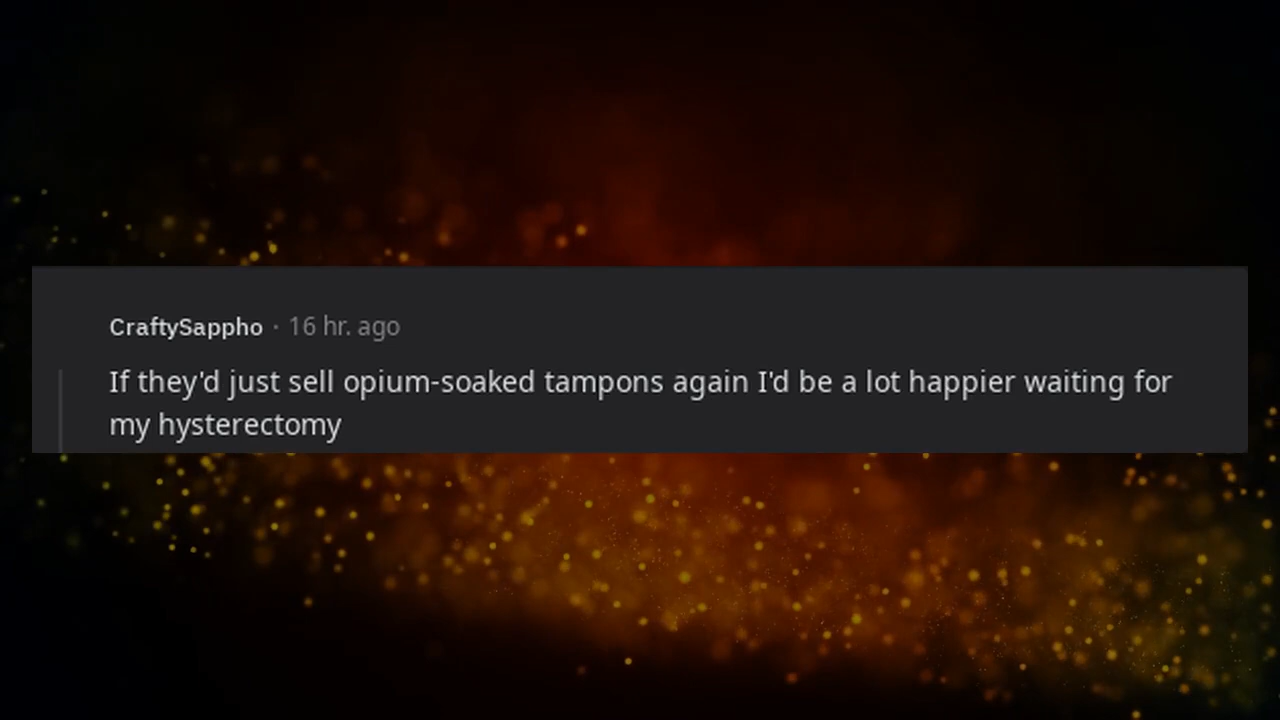 CraftySappho · 16 hr. ago
If they'd just sell opium-soaked tampons again I'd be a lot happier waiting for
my hysterectomy